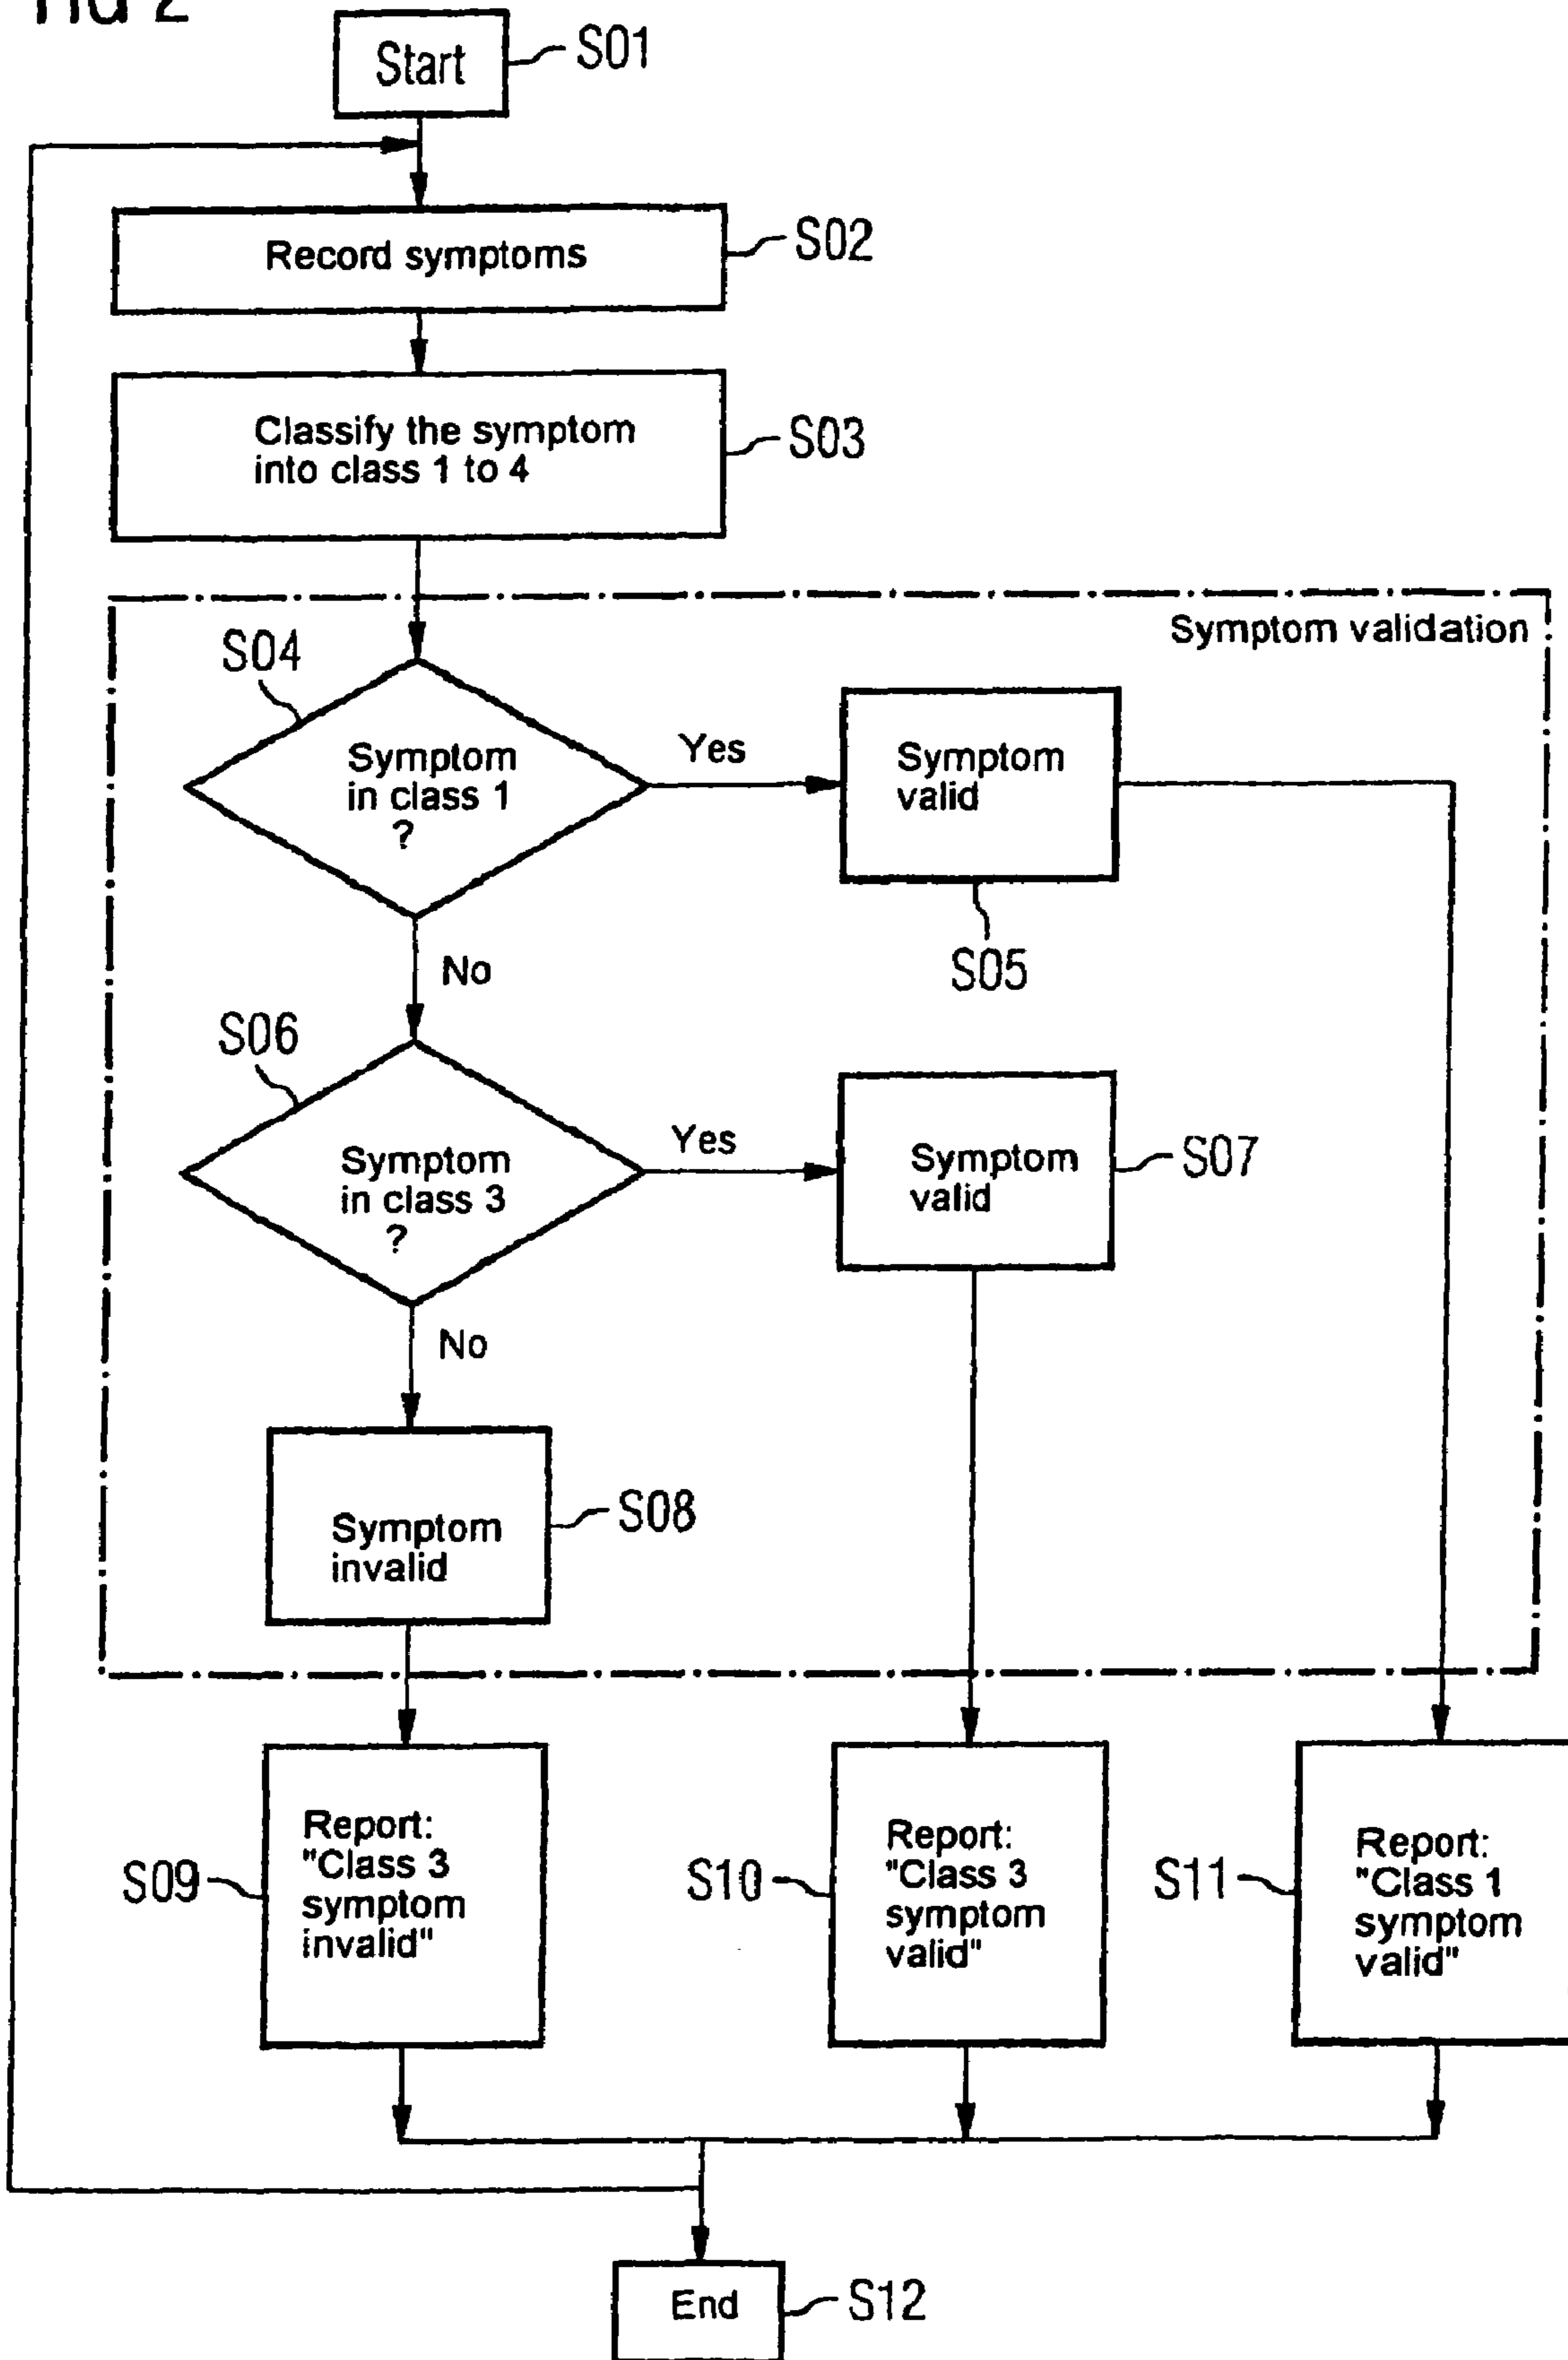 2
Start
S01
Record symptoms
S02
Classify the symptom
into class 1 to 4
S03
Symptom validation
S04
Symptom
in class 1
?
Yes
Symptom
valid
S05
No
S06
Symptom
in class 3
?
Yes
Symptom
valid
S07
No
Symptom
invalid
S08
Report:
"Class 3
symptom
invalid"
S09
Report:
"Class 3
symptom
valid"
S10
Report:
"Class 1
symptom
valid"
S11
End
S12